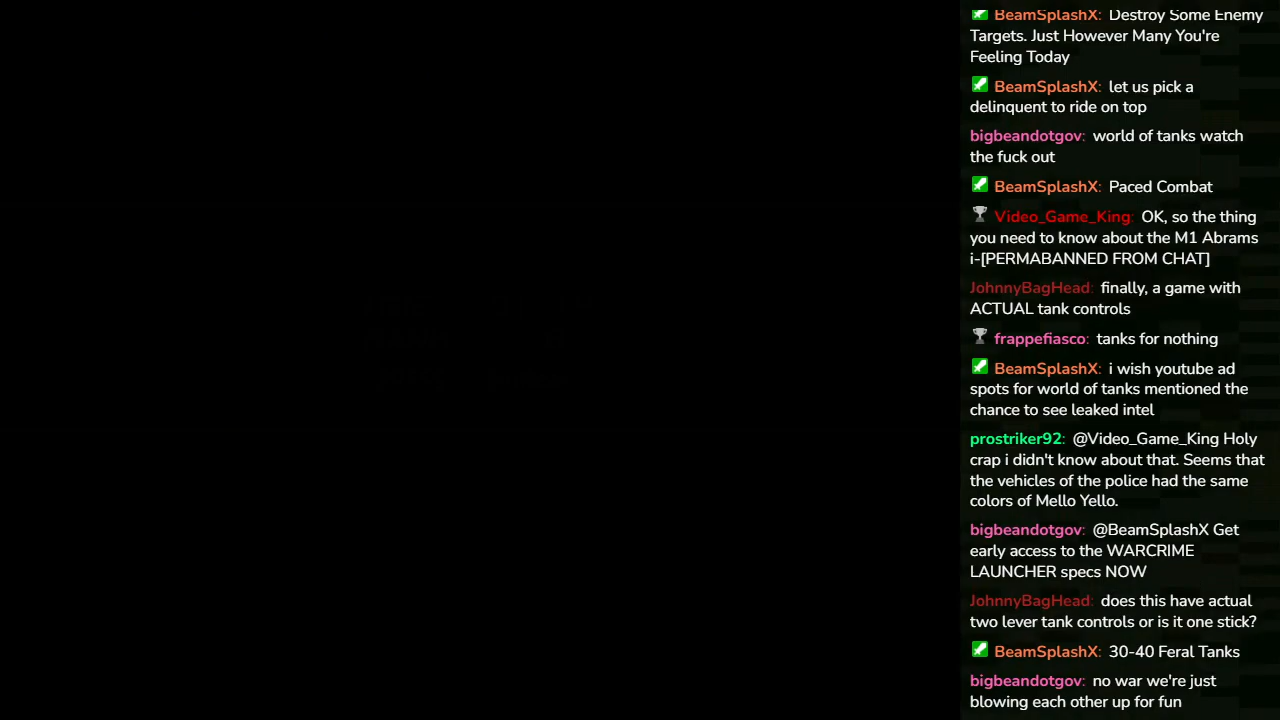 BeamSplashX: Destroy Some Enemy
Targets. Just However Many You're
Feeling Today
BeamSplashX: let us pick a
delinquent to ride on top
bigbeandotgov: world of tanks watch
the fuck out
BeamSplashX: Paced Combat
Video_Game_King: OK, so the thing
you need to know about the M1 Abrams
i-[PERMABANNED FROM CHAT]
JohnnyBagHead: finally, a game with
ACTUAL tank controls
frappefiasco: tanks for nothing
BeamSplashX: i wish youtube ad
spots for world of tanks mentioned the
chance to see leaked intel
prostriker92: @Video_Game_King Holy
crap i didn't know about that. Seems that
the vehicles of the police had the same
colors of Mello Yello.
bigbeandotgov: @BeamSplashX Get
early access to the WARCRIME
LAUNCHER specs NOW
JohnnyBagHead: does this have actual
two lever tank controls or is it one stick?
BeamSplashX: 30-40 Feral Tanks
bigbeandotgov: no war we're just
blowing each other up for fun